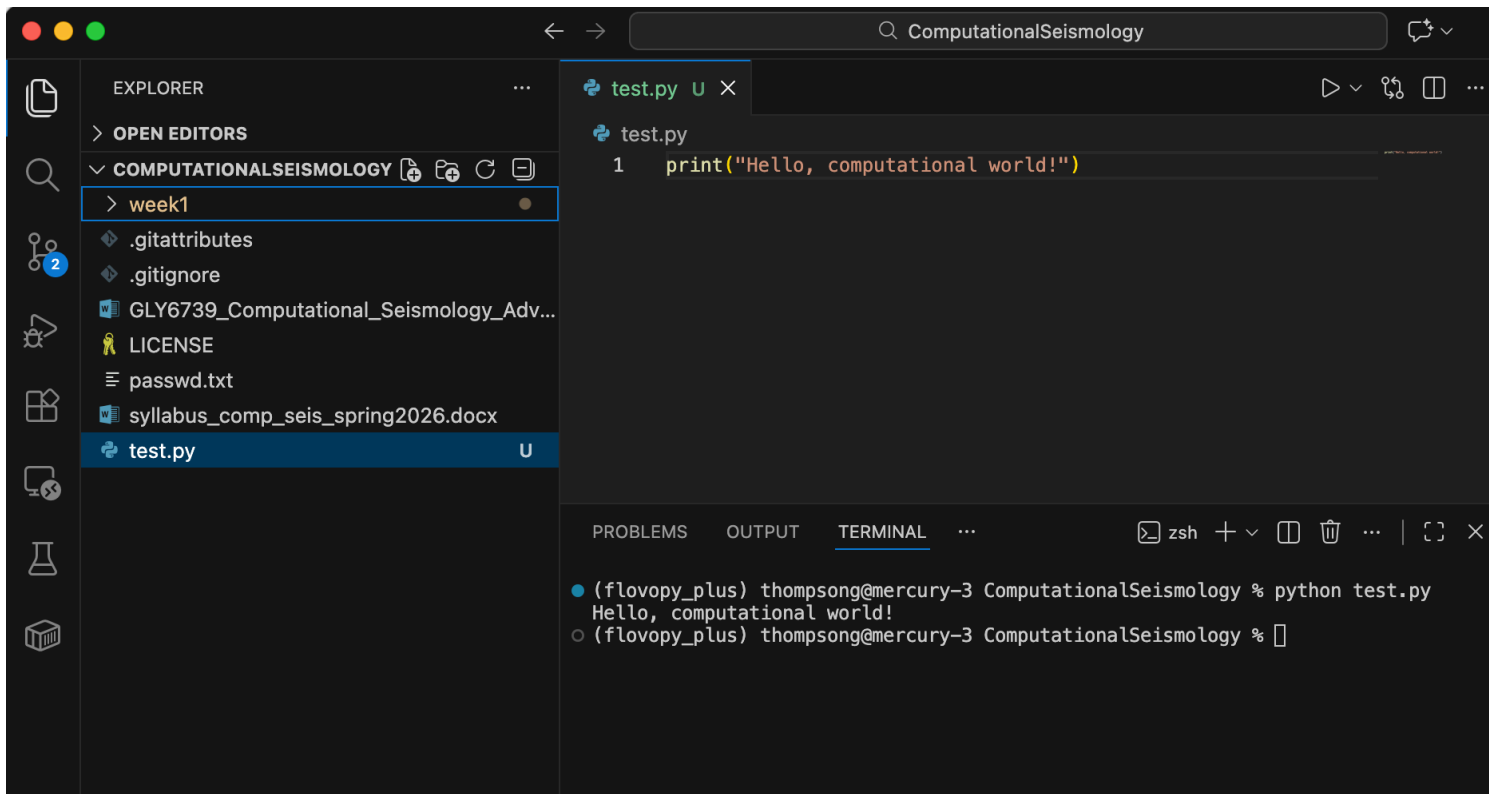 ComputationalSeismology
EXPLORER
OPEN EDITORS
COMPUTATIONALSEISMOLOGY
week1
.gitattributes
.gitignore
GLY6739_Computational_Seismology_Adv...
LICENSE
passwd.txt
syllabus_comp_seis_spring2026.docx
test.py U
2
test.py U
test.py
1 print("Hello, computational world!")
PROBLEMS OUTPUT TERMINAL
zsh
(flovopy_plus) thompsong@mercury-3 ComputationalSeismology % python test.py
Hello, computational world!
(flovopy_plus) thompsong@mercury-3 ComputationalSeismology %